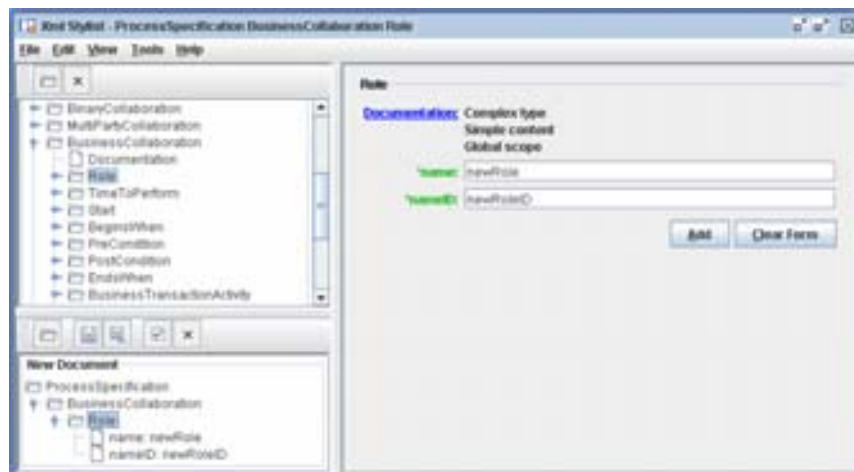 Xml Stylist - ProcessSpecification BusinessCollaboration Role
File Edit View Tools Help
BinaryCollaboration
MultiPartyCollaboration
BusinessCollaboration
Documentation
Role
TimeToPerform
Start
BeginsWhen
PreCondition
PostCondition
EndsWhen
BusinessTransactionActivity
New Document
ProcessSpecification
BusinessCollaboration
Role
name: newRole
nameID: newRoleID
Role
Documentation: Complex type
Simple content
Global scope
*name: newRole
*nameID: newRoleID
Add Clear Form